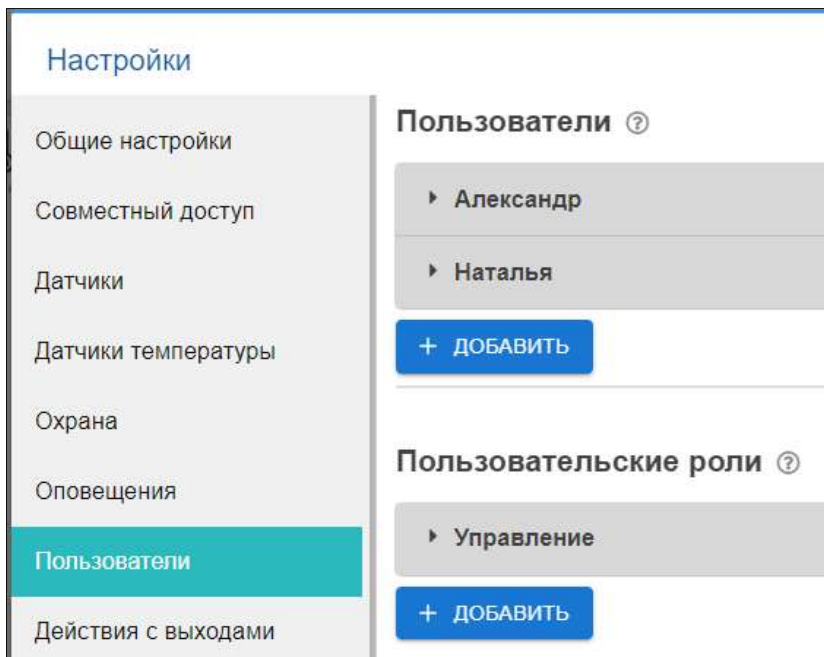 Настройки
Общие настройки
Совместный доступ
Датчики
Датчики температуры
Охрана
Оповещения
Пользователи
Действия с выходами
Пользователи
Александр
Наталья
+ ДОБАВИТЬ
Пользовательские роли
Управление
+ ДОБАВИТЬ